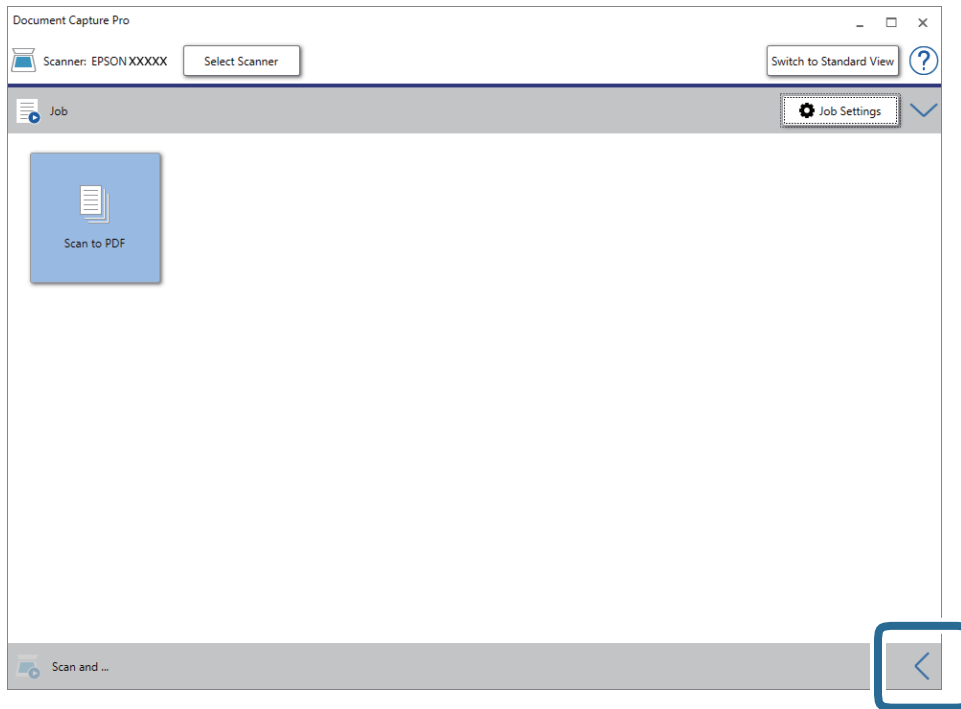 Document Capture Pro
Scanner: EPSON XXXXX Select Scanner Switch to Standard View ?
Job Job Settings
Scan to PDF
Scan and ...